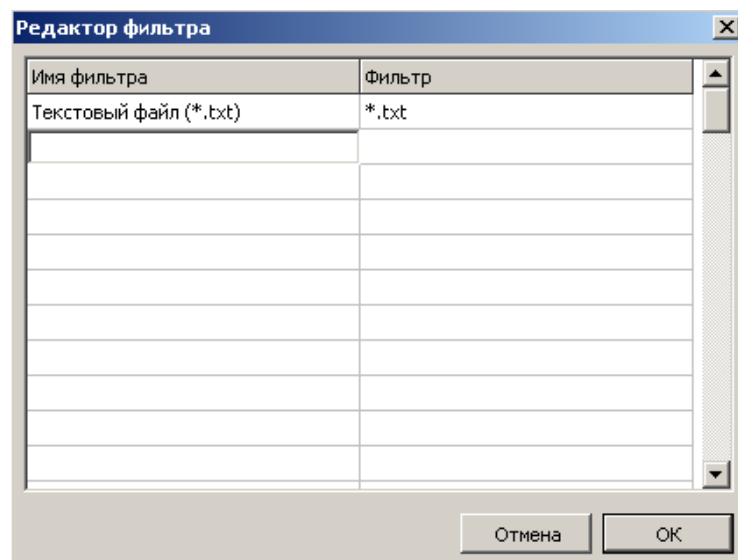 Редактор фильтра
Имя фильтра Фильтр
Текстовый файл (*.txt) *.txt
Отмена OK